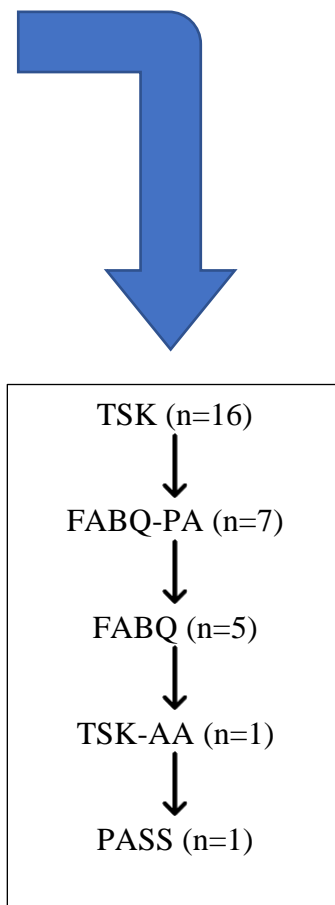 TSK (n=16)
FABQ-PA (n=7)
FABQ (n=5)
TSK-AA (n=1)
PASS (n=1)